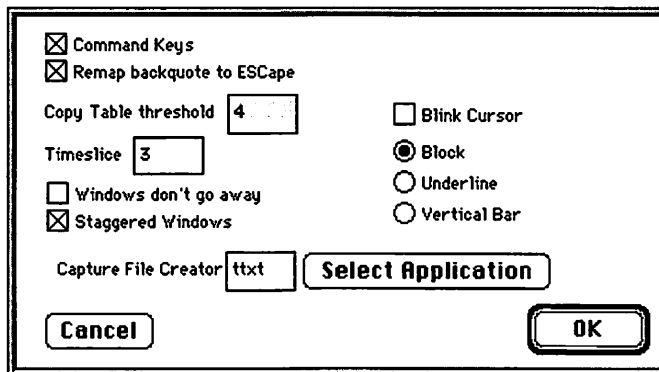 Command Keys
Remap backquote to ESCape
Copy Table threshold 4
Blink Cursor
Timeslice 3
Block
Windows don't go away
Underline
Staggered Windows
Vertical Bar
Capture File Creator ttxt Select Application
Cancel OK